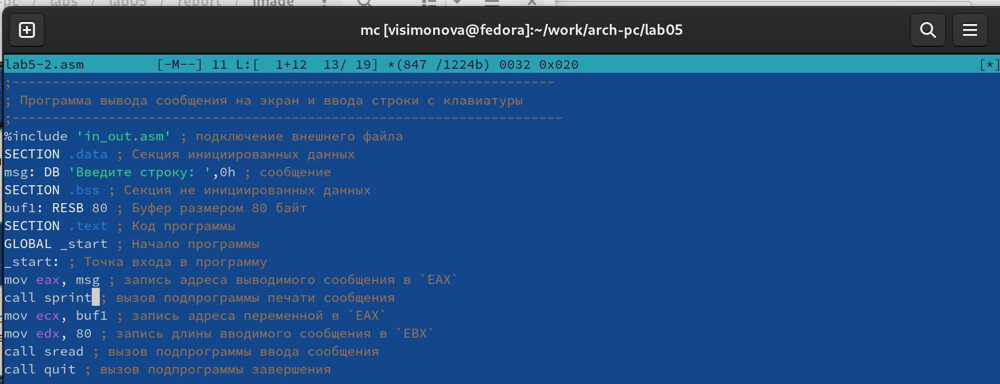 labs / lab05 / report / image
mc [visimonova@fedora]:~/work/arch-pc/lab05
lab5-2.asm [-M--] 11 L:[ 1+12 13/ 19] *(847 /1224b) 0032 0x020 [*]
;--------------------------------------------------------------------
; Программа вывода сообщения на экран и ввода строки с клавиатуры
;---------------------------------------------------------------------
%include 'in_out.asm' ; подключение внешнего файла
SECTION .data ; Секция инициированных данных
msg: DB 'Введите строку: ',0h ; сообщение
SECTION .bss ; Секция не инициированных данных
buf1: RESB 80 ; Буфер размером 80 байт
SECTION .text ; Код программы
GLOBAL _start ; Начало программы
_start: ; Точка входа в программу
mov eax, msg ; запись адреса выводимого сообщения в `EAX`
call sprint ; вызов подпрограммы печати сообщения
mov ecx, buf1 ; запись адреса переменной в `EAX`
mov edx, 80 ; запись длины вводимого сообщения в `EBX`
call sread ; вызов подпрограммы ввода сообщения
call quit ; вызов подпрограммы завершения